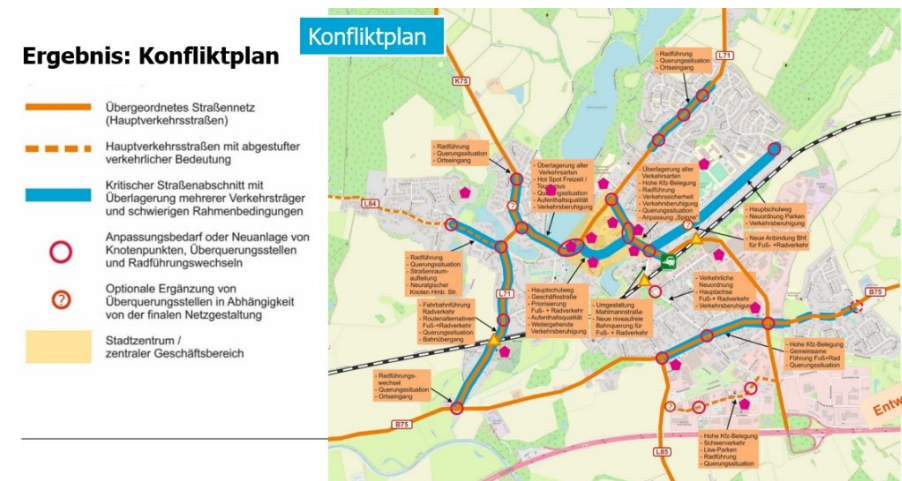 Konfliktplan
Ergebnis: Konfliktplan
Übergeordnetes Straßennetz
(Hauptverkehrsstraßen)
Hauptverkehrsstraßen mit abgestufter
verkehrlicher Bedeutung
Kritischer Straßenabschnitt mit
Überlagerung mehrerer Verkehrsträger
und schwierigen Rahmenbedingungen
Anpassungsbedarf oder Neuanlage von
Knotenpunkten, Überquerungsstellen
und Radführungswechseln
?
Optionale Ergänzung von
Überquerungsstellen in Abhängigkeit
von der finalen Netzgestaltung
Stadtzentrum /
zentraler Geschäftsbereich
K75
L71
- Radführung
- Querungssituation
- Ortseingang
- Radführung
- Querungssituation
- Ortseingang
- Überlagerung aller
Verkehrsarten
- Hot Spot Freizeit /
Tourismus
- Querungssituation
- Aufenthaltsqualität
- Verkehrsberuhigung
- Überlagerung aller
Verkehrsarten
- Hohe Kfz-Belegung
- Radführung
- Verkehrssicherheit
- Verkehrsberuhigung
- Querungssituation
- Anpassung „Spinne"
L84
?
- Hauptschulweg
- Neuordnung Parken
- Verkehrsberuhigung
- Neue Anbindung Bhf.
für Fuß- +Radverkehr
- Radführung
- Querungssituation
- Straßenraum-
aufteilung
- Neuralgischer
Knoten Hmb. Str.
L71
- Fahrbahnführung
Radverkehr
- Routenalternativen
Fuß-+Radverkehr
- Querungssituation
- Bahnübergang
- Hauptschulweg
- Geschäftsstraße
- Priorisierung
Fuß- + Radverkehr
- Aufenthaltsqualität
- Weitergehende
Verkehrsberuhigung
- Umgestaltung
Mahlmannstraße
- Neue niveaufreie
Bahnquerung für
Fuß- + Radverkehr
- Verkehrliche
Neuordnung
- Hauptachse
Fuß-+ Radverkehr
- Verkehrsberuhigung
B75
- Hohe Kfz-Belegung
- Gemeinsame
Führung Fuß+Rad
- Querungssituation
- Radführungs-
wechsel
- Querungssituation
- Ortseingang
B75
?
L85
- Hohe Kfz-Belegung
- Schwerverkehr
- Lkw-Parken
- Radführung
- Querungssituation
Entw